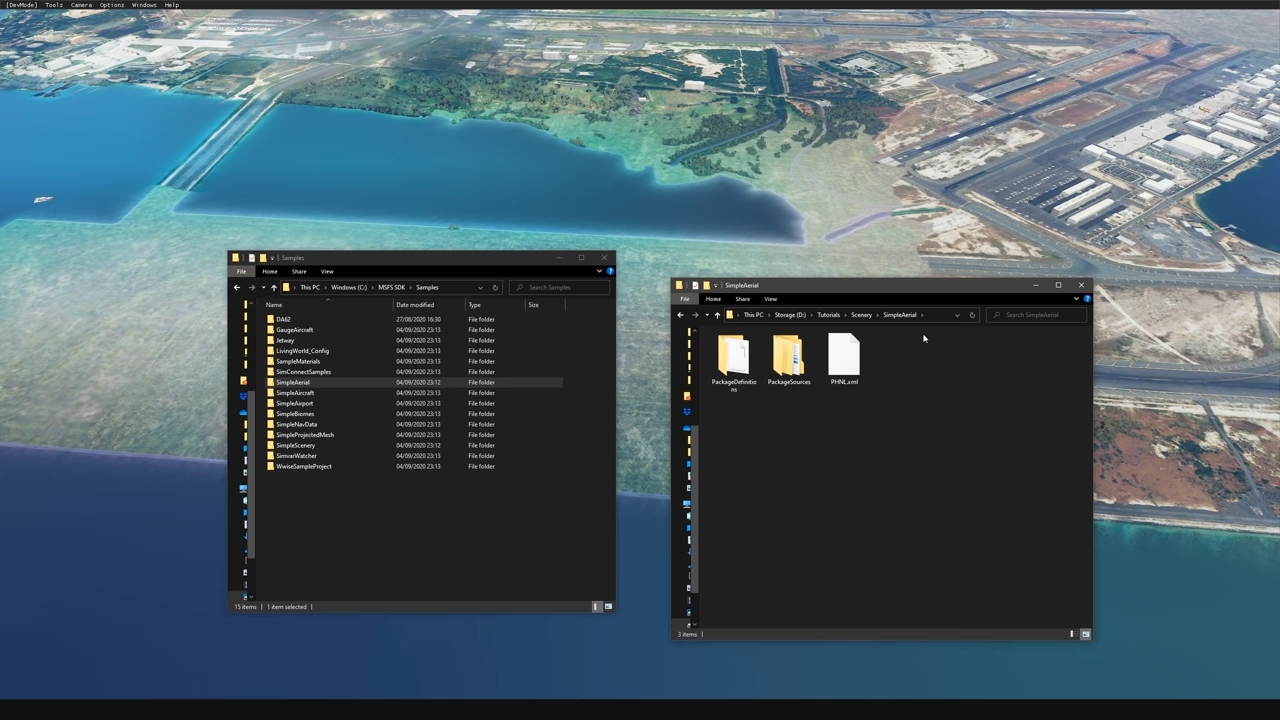 [DevMode] Tools Camera Options Windows Help
Samples
File Home Share View
This PC > Windows (C:) > MSFS SDK > Samples
Search Samples
Name Date modified Type Size
DA62 27/08/2020 16:30 File folder
GaugeAircraft 04/09/2020 23:13 File folder
Jetway 04/09/2020 23:13 File folder
LivingWorld_Config 04/09/2020 23:13 File folder
SampleMaterials 04/09/2020 23:13 File folder
SimConnectSamples 04/09/2020 23:13 File folder
SimpleAerial 04/09/2020 23:12 File folder
SimpleAircraft 04/09/2020 23:13 File folder
SimpleAirport 04/09/2020 23:13 File folder
SimpleBiomes 04/09/2020 23:13 File folder
SimpleNavData 04/09/2020 23:13 File folder
SimpleProjectedMesh 04/09/2020 23:13 File folder
SimpleScenery 04/09/2020 23:12 File folder
SimvarWatcher 04/09/2020 23:13 File folder
WwiseSampleProject 04/09/2020 23:13 File folder
15 items 1 item selected
SimpleAerial
File Home Share View
This PC > Storage (D:) > Tutorials > Scenery > SimpleAerial >
Search SimpleAerial
PackageDefinitio
ns
PackageSources
PHNL.xml
3 items